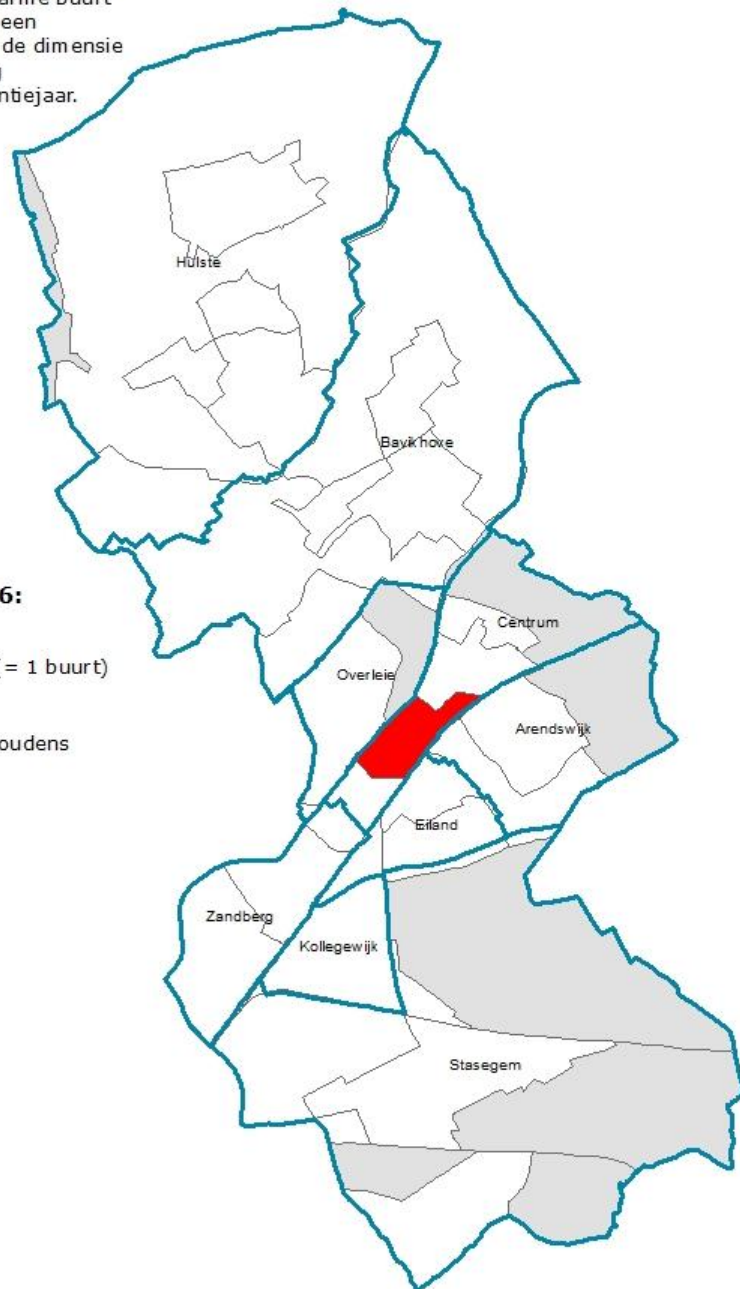 een
de dimensie
ntiejaar.
Hulste
Bavikhove
6:
Centrum
(= 1 buurt)
Overleie
Arendswijk
oudens
Eiland
Zandberg
Kollegewijk
Stasegem